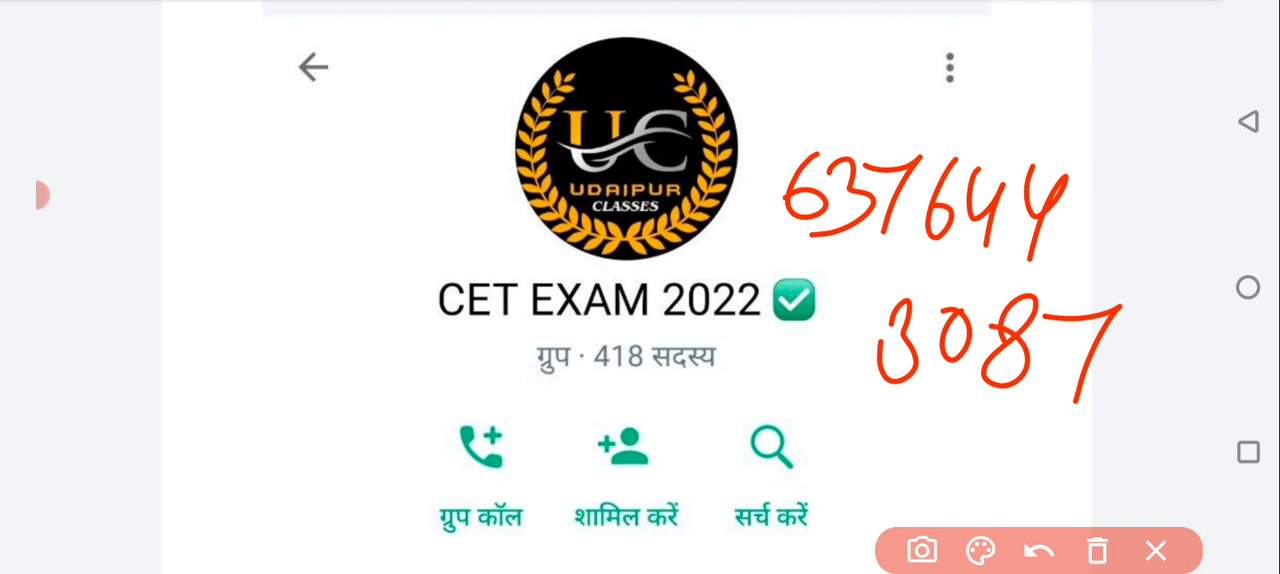 UC
UDAIPUR
CLASSES
637644
CET EXAM 2022
3087
ग्रुप · 418 सदस्य
ग्रुप कॉल
शामिल करें
सर्च करें